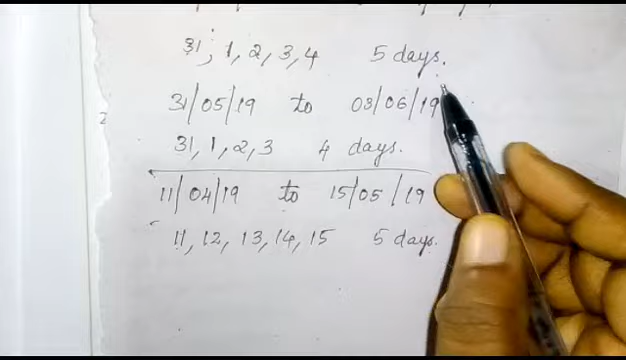 31, 1, 2, 3, 4 5 days.
31/05/19 to 03/06/19
31, 1, 2, 3 4 days.
11/04/19 to 15/05/19
11, 12, 13, 14, 15 5 days.